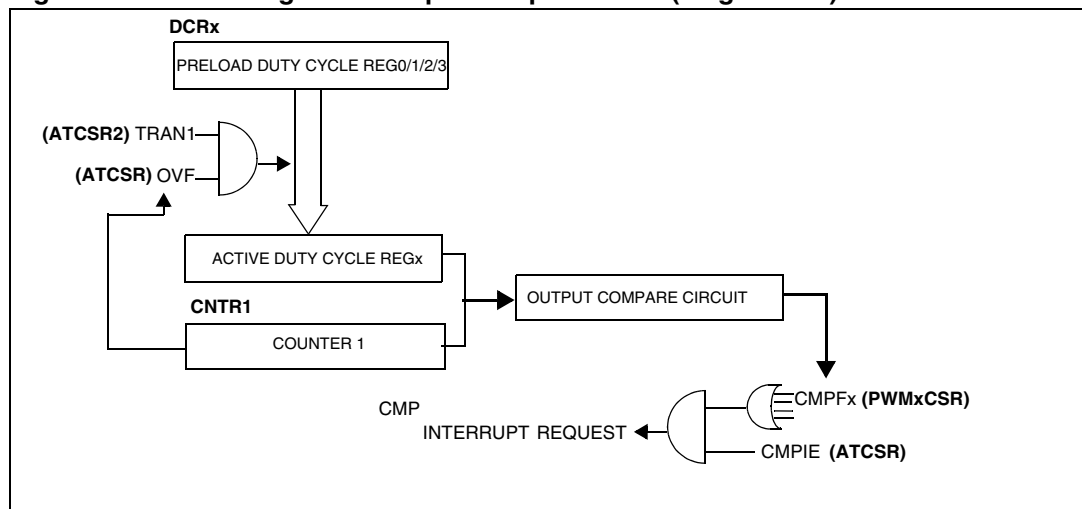 DCRx
PRELOAD DUTY CYCLE REG0/1/2/3
(ATCSR2) TRAN1
(ATCSR) OVF
ACTIVE DUTY CYCLE REGx
CNTR1
OUTPUT COMPARE CIRCUIT
COUNTER 1
CMPFx (PWMxCSR)
CMP
INTERRUPT REQUEST
CMPIE (ATCSR)